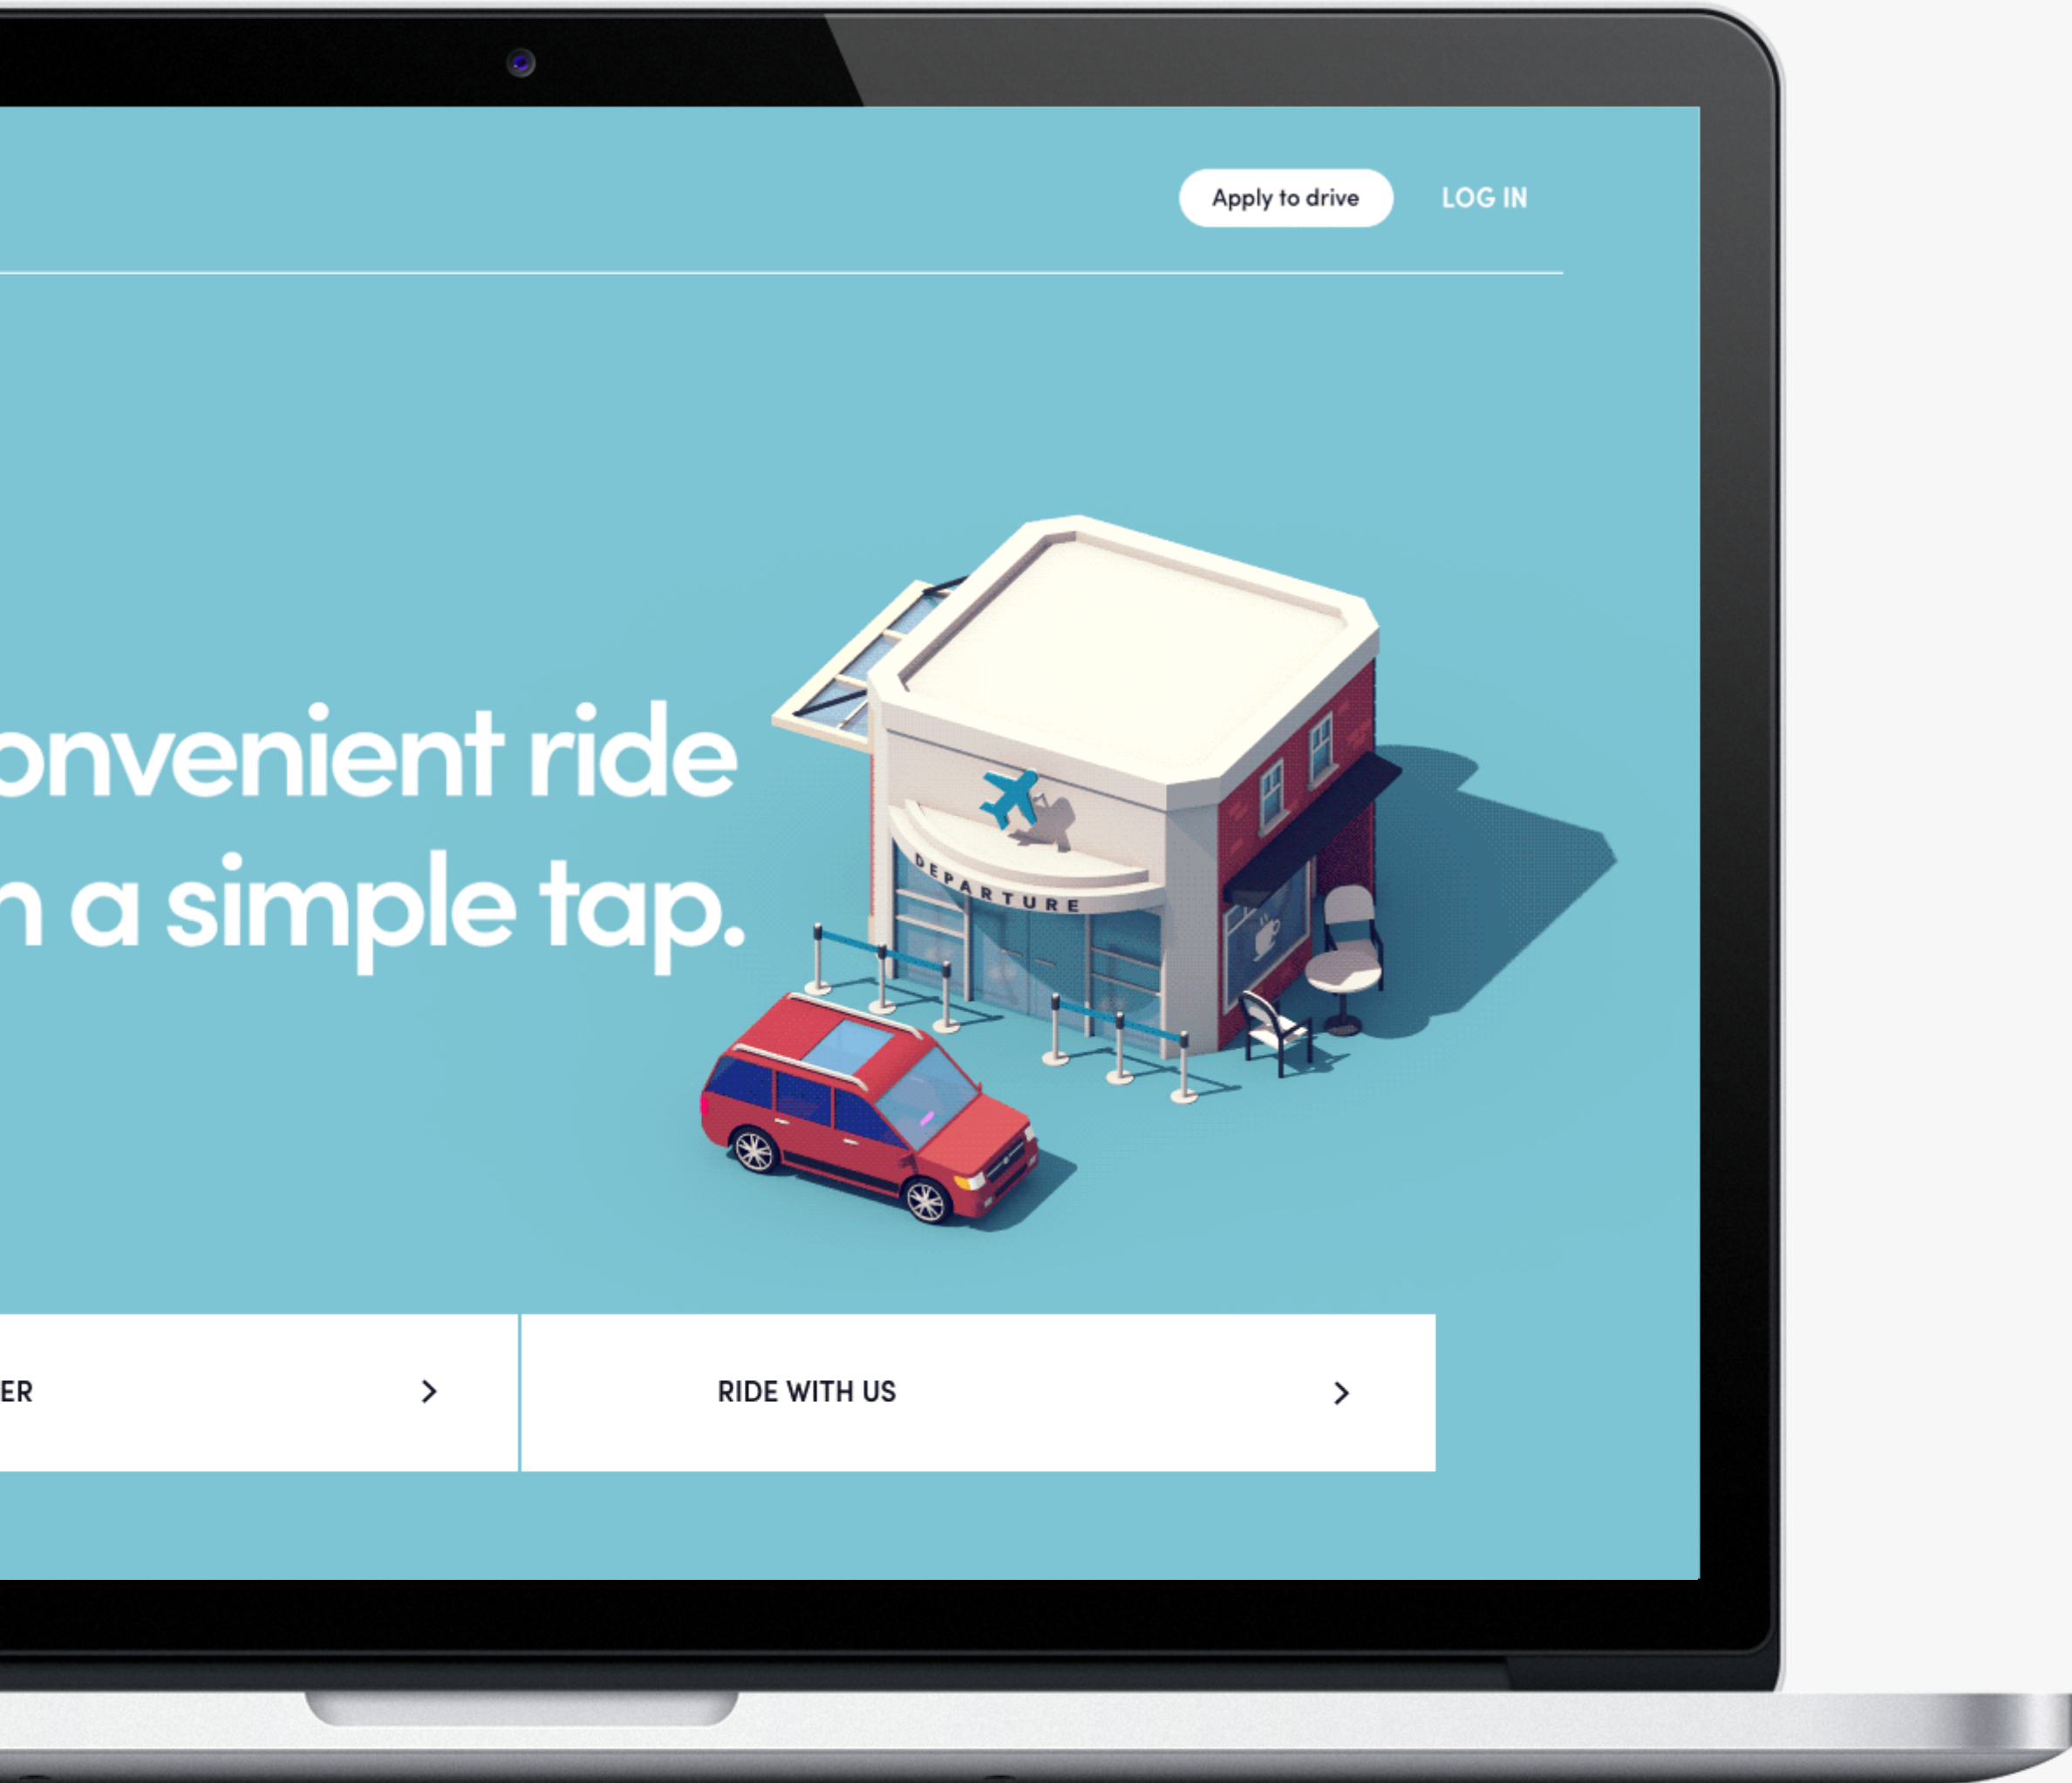 Apply to drive
LOG IN
onvenient ride
n a simple tap.
DEPARTURE
ER
RIDE WITH US